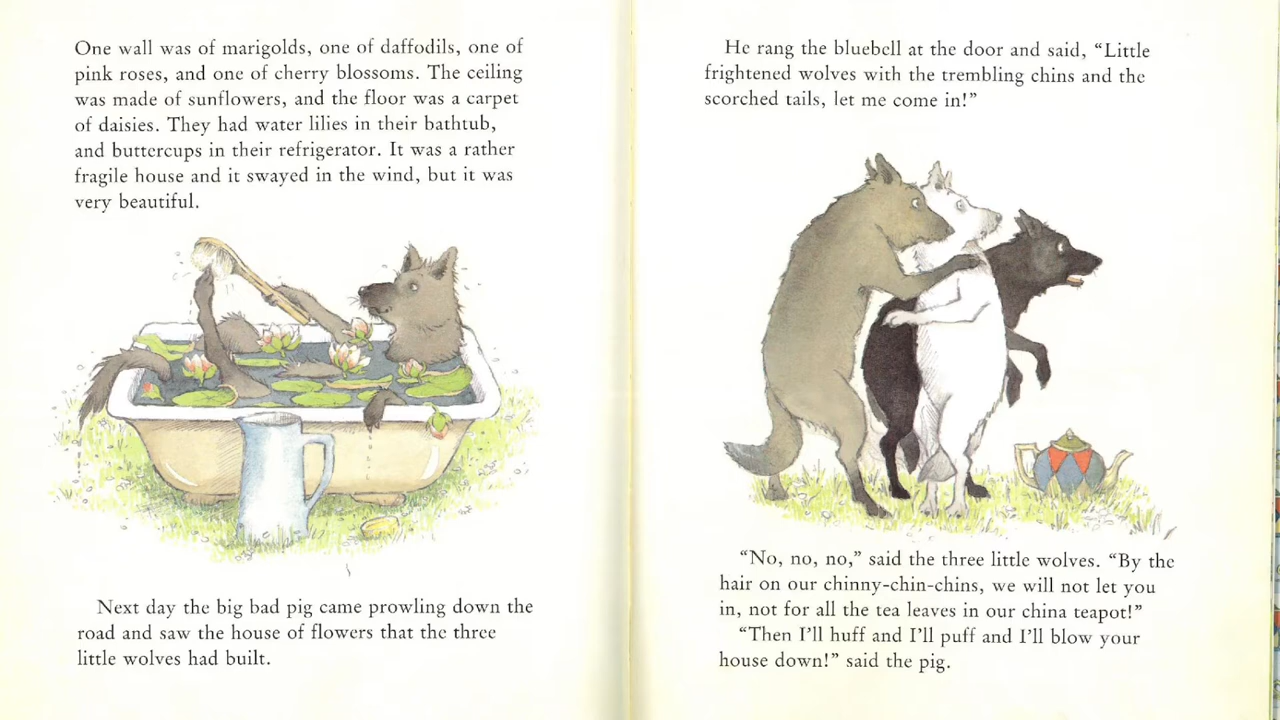 One wall was of marigolds, one of daffodils, one of
pink roses, and one of cherry blossoms. The ceiling
was made of sunflowers, and the floor was a carpet
of daisies. They had water lilies in their bathtub,
and buttercups in their refrigerator. It was a rather
fragile house and it swayed in the wind, but it was
very beautiful.
Next day the big bad pig came prowling down the
road and saw the house of flowers that the three
little wolves had built.
He rang the bluebell at the door and said, “Little
frightened wolves with the trembling chins and the
scorched tails, let me come in!”
“No, no, no,” said the three little wolves. “By the
hair on our chinny-chin-chins, we will not let you
in, not for all the tea leaves in our china teapot!”
“Then I’ll huff and I’ll puff and I’ll blow your
house down!” said the pig.